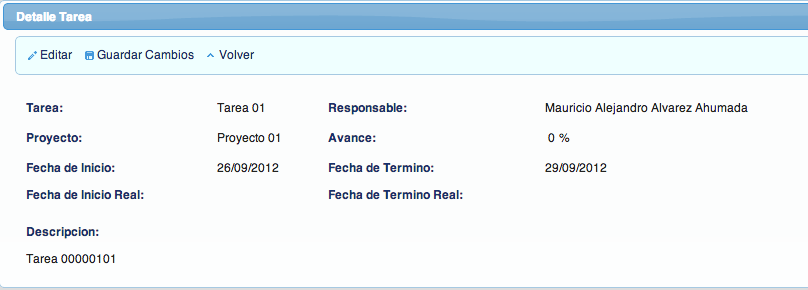 Detalle Tarea
Editar Guardar Cambios Volver
Tarea: Tarea 01 Responsable: Mauricio Alejandro Alvarez Ahumada
Proyecto: Proyecto 01 Avance: 0 %
Fecha de Inicio: 26/09/2012 Fecha de Termino: 29/09/2012
Fecha de Inicio Real: Fecha de Termino Real:
Descripcion:
Tarea 00000101